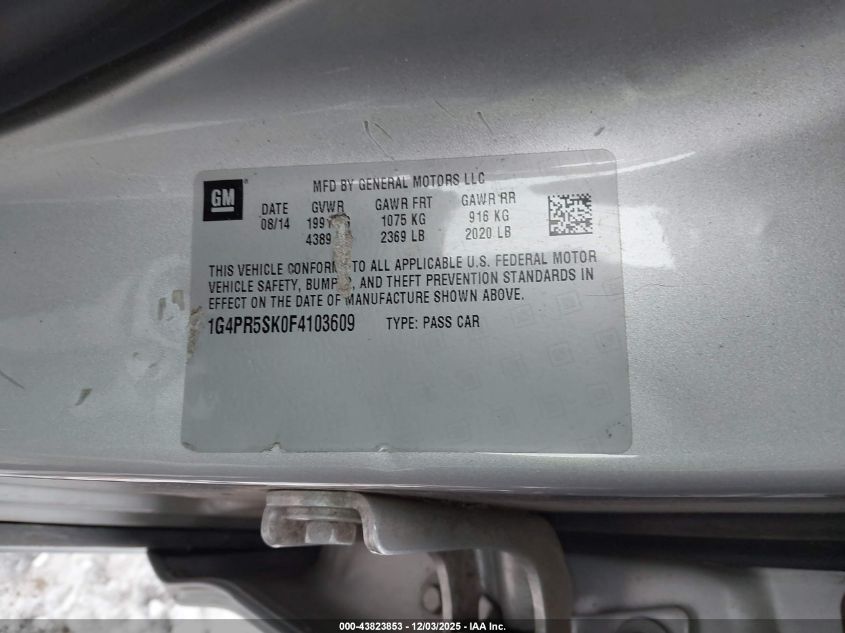 GM
MFD BY GENERAL MOTORS LLC
DATE GVWR GAWR FRT GAWR RR
08/14 1075 KG 916 KG
4389 2369 LB 2020 LB
THIS VEHICLE CONFORM TO ALL APPLICABLE U.S. FEDERAL MOTOR
VEHICLE SAFETY, BUMPER, AND THEFT PREVENTION STANDARDS IN
EFFECT ON THE DATE OF MANUFACTURE SHOWN ABOVE.
1G4PR5SK0F4103609 TYPE: PASS CAR
000-43823853 - 12/03/2025 - IAA Inc.